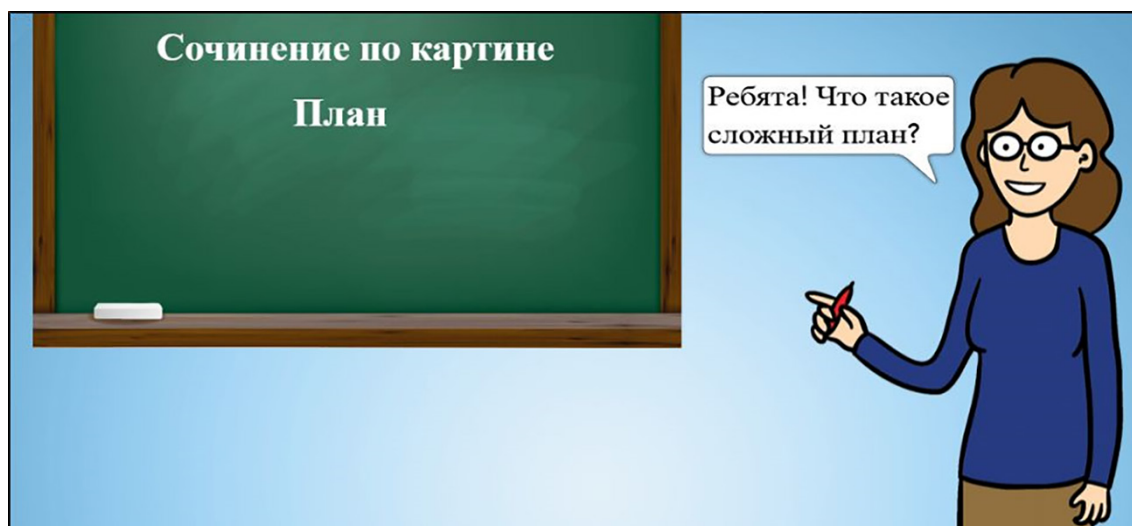 Сочинение по картине
План
Ребята! Что такое
сложный план?